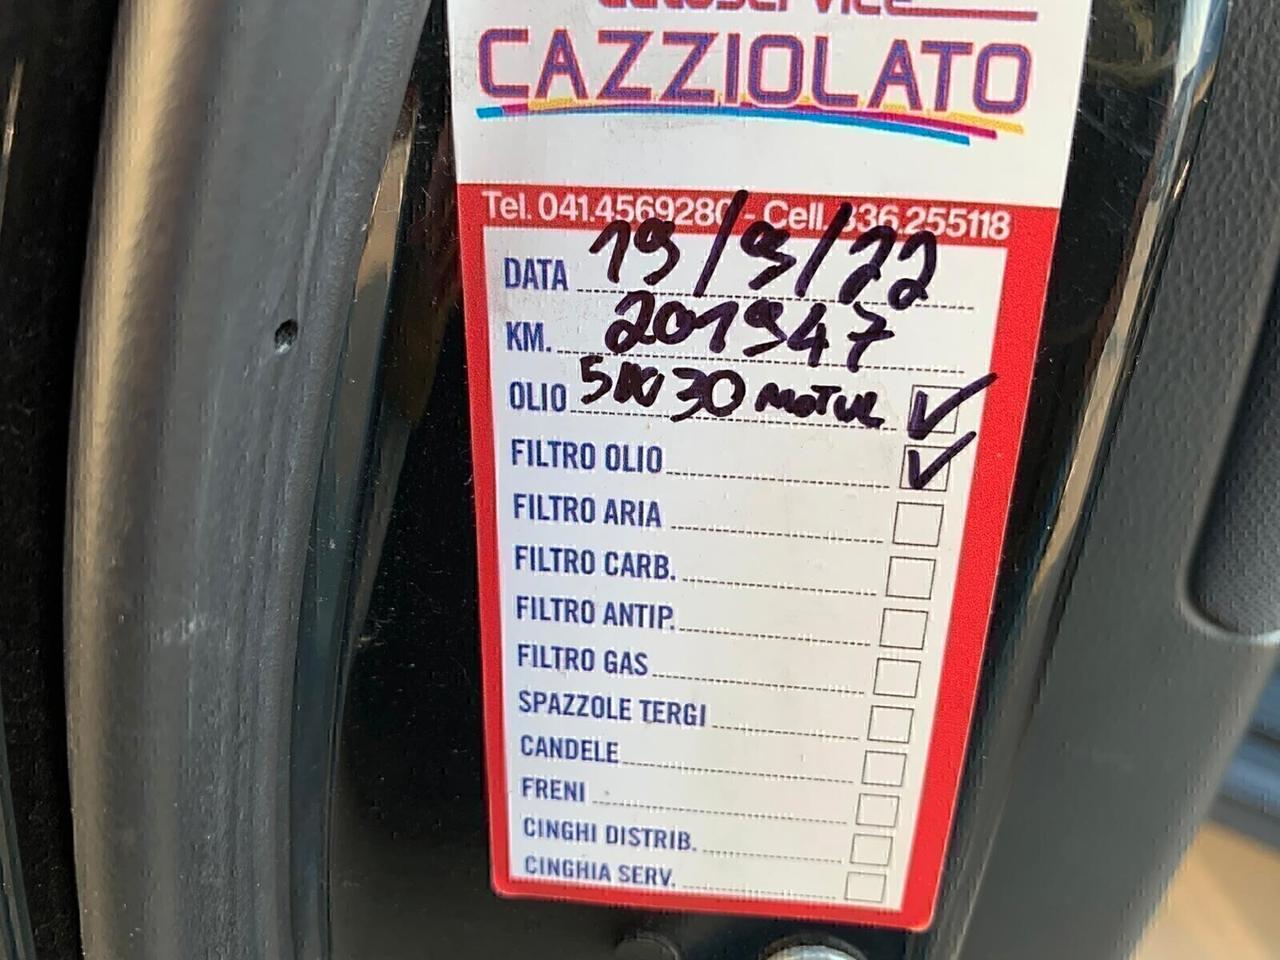 autoservice
CAZZIOLATO
Tel. 041.4569280 - Cell. 336.255118
DATA 19/9/22
KM. 201947
OLIO 5W30 MOTUL
FILTRO OLIO
FILTRO ARIA
FILTRO CARB.
FILTRO ANTIP.
FILTRO GAS
SPAZZOLE TERGI
CANDELE
FRENI
CINGHI DISTRIB.
CINGHIA SERV.